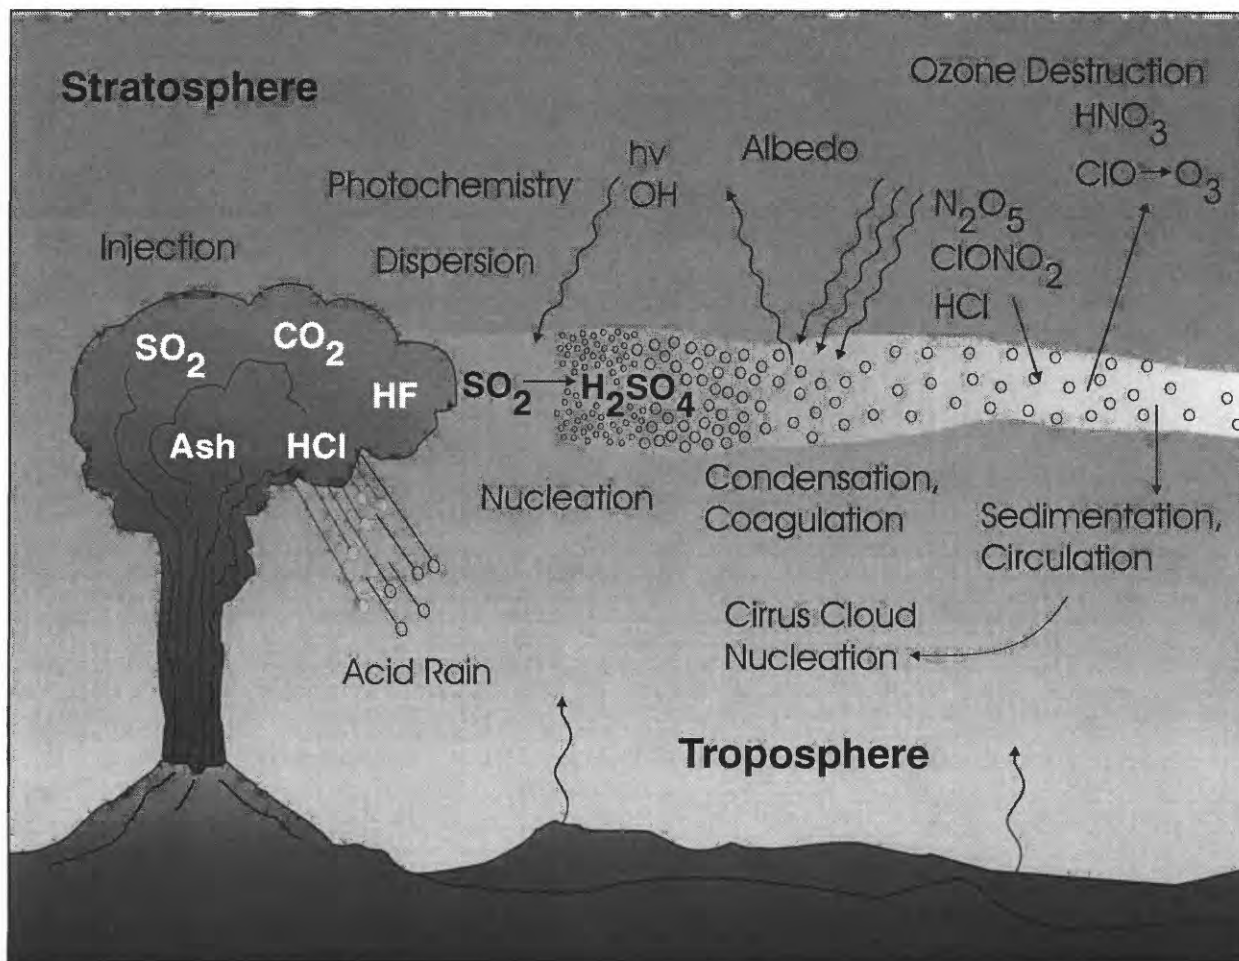 Stratosphere
Ozone Destruction
HNO₃
ClO→O₃
hv
OH
Albedo
Photochemistry
N₂O₅
ClONO₂
HCl
Injection
Dispersion
SO₂
CO₂
HF
Ash
HCl
SO₂→H₂SO₄
Nucleation
Condensation,
Coagulation
Sedimentation,
Circulation
Cirrus Cloud
Nucleation
Acid Rain
Troposphere